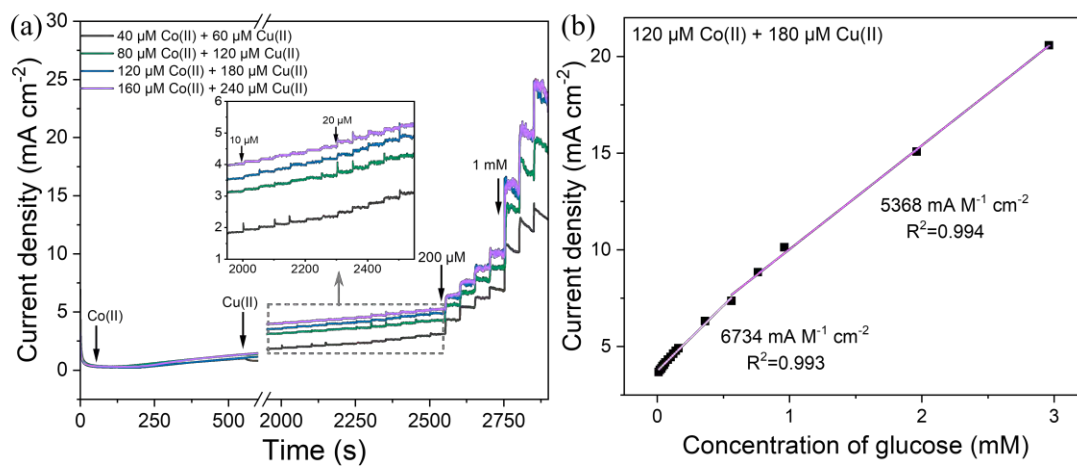 (a)
40 μM Co(II) + 60 μM Cu(II)
80 μM Co(II) + 120 μM Cu(II)
120 μM Co(II) + 180 μM Cu(II)
160 μM Co(II) + 240 μM Cu(II)
30
25
20
15
10
5
0
Current density (mA cm⁻²)
6
5
4
3
2
1
10 μM
20 μM
2000
2200
2400
1 mM
200 μM
Co(II)
Cu(II)
0
250
500
2000
2250
2500
2750
Time (s)
(b)
120 μM Co(II) + 180 μM Cu(II)
20
15
10
5
Current density (mA cm⁻²)
5368 mA M⁻¹ cm⁻²
R²=0.994
6734 mA M⁻¹ cm⁻²
R²=0.993
0
1
2
3
Concentration of glucose (mM)